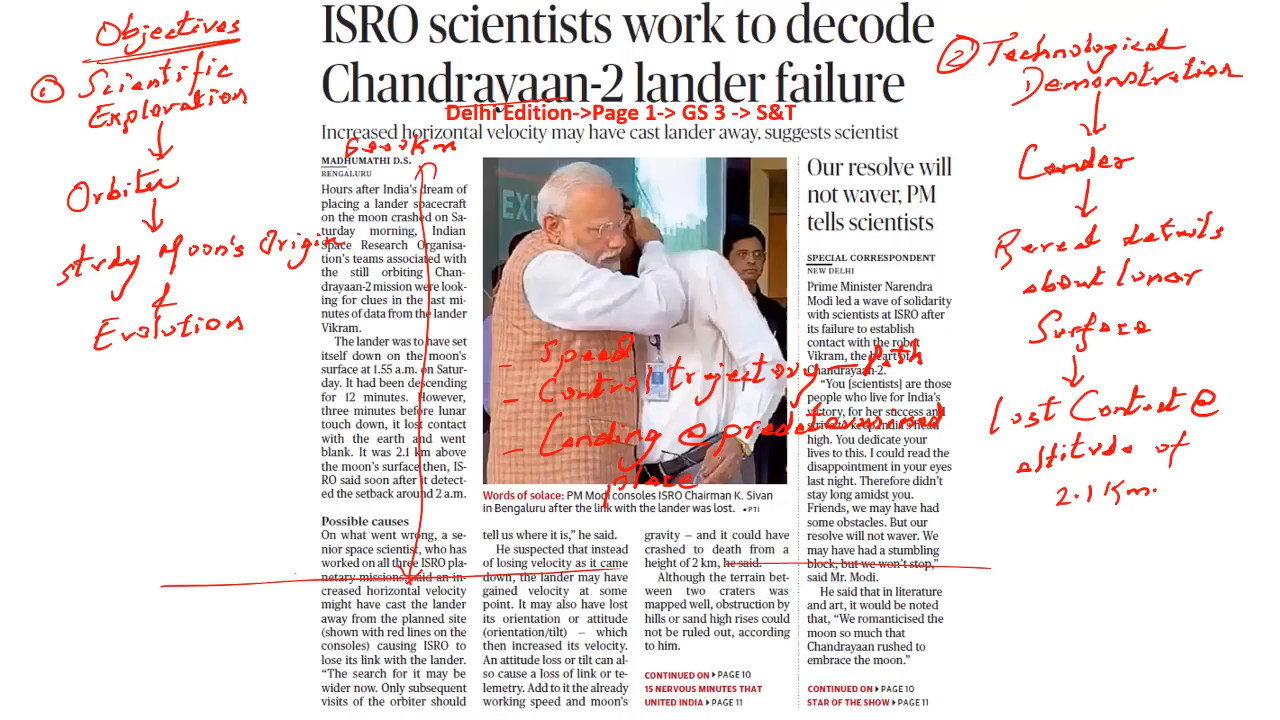 Objectives
① Scientific
Exploration
Orbiter
study Moon's Origin
&
Evolution
ISRO scientists work to decode
Chandrayaan-2 lander failure
Delhi Edition->Page 1-> GS 3 -> S&T
Increased horizontal velocity may have cast lander away, suggests scientist
6000km
MADHUMATHI D.S.
BENGALURU
Hours after India's dream of
placing a lander spacecraft
on the moon crashed on Sa-
turday morning, Indian
Space Research Organisa-
tion's teams associated with
the still orbiting Chan-
drayaan-2 mission were look-
ing for clues in the last mi-
nutes of data from the lander
Vikram.
The lander was to have set
itself down on the moon's
surface at 1.55 a.m. on Satur-
day. It had been descending
for 12 minutes. However,
three minutes before lunar
touch down, it lost contact
with the earth and went
blank. It was 2.1 km above
the moon's surface then, IS-
RO said soon after it detect-
ed the setback around 2 a.m.
Possible causes
On what went wrong, a se-
nior space scientist, who has
worked on all three ISRO pla-
netary missions, said an in-
creased horizontal velocity
might have cast the lander
away from the planned site
(shown with red lines on the
consoles) causing ISRO to
lose its link with the lander.
"The search for it may be
wider now. Only subsequent
visits of the orbiter should
EXP
- Speed
- Control trajectory - Path
- Landing @ predetermined
place
Words of solace: PM Modi consoles ISRO Chairman K. Sivan
in Bengaluru after the link with the lander was lost. • PTI
tell us where it is," he said.
He suspected that instead
of losing velocity as it came
down, the lander may have
gained velocity at some
point. It may also have lost
its orientation or attitude
(orientation/tilt) – which
then increased its velocity.
An attitude loss or tilt can al-
so cause a loss of link or te-
lemetry. Add to it the already
working speed and moon's
gravity – and it could have
crashed to death from a
height of 2 km, he said.
Although the terrain bet-
ween two craters was
mapped well, obstruction by
hills or sand high rises could
not be ruled out, according
to him.
CONTINUED ON ▸ PAGE 10
15 NERVOUS MINUTES THAT
UNITED INDIA ▸ PAGE 11
Our resolve will
not waver, PM
tells scientists
SPECIAL CORRESPONDENT
NEW DELHI
Prime Minister Narendra
Modi led a wave of solidarity
with scientists at ISRO after
its failure to establish
contact with the robot
Vikram, the heart of
Chandrayaan-2.
"You [scientists] are those
people who live for India's
victory, for her success and
strive to keep India's head
high. You dedicate your
lives to this. I could read the
disappointment in your eyes
last night. Therefore didn't
stay long amidst you.
Friends, we may have had
some obstacles. But our
resolve will not waver. We
may have had a stumbling
block, but we won't stop,"
said Mr. Modi.
He said that in literature
and art, it would be noted
that, "We romanticised the
moon so much that
Chandrayaan rushed to
embrace the moon."
CONTINUED ON ▸ PAGE 10
STAR OF THE SHOW ▸ PAGE 11
② Technological
Demonstration
Lander
Reveal details
about lunar
Surface
Lost Contact @
altitude of
2.1 Km.